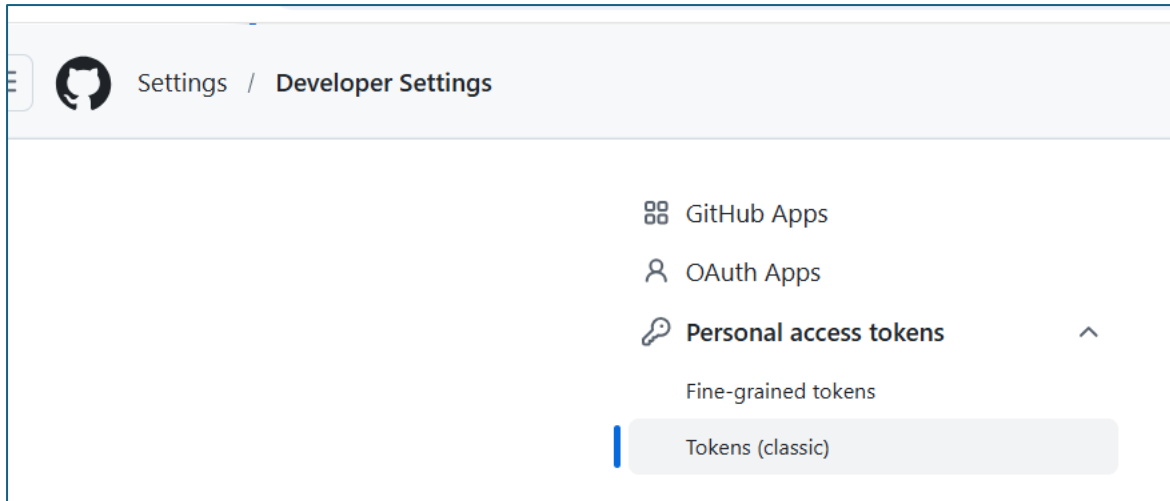 Settings / Developer Settings
GitHub Apps
OAuth Apps
Personal access tokens
Fine-grained tokens
Tokens (classic)